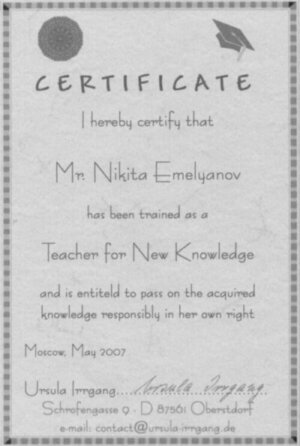 CERTIFICATE
I hereby certify that
Mr. Nikita Emelyanov
has been trained as a
Teacher for New Knowledge
and is entiteld to pass on the acquired
knowledge responsibly in her own right
Moscow, May 2007
Ursula Irrgang... Ursula Irrgang
Schrofengasse 9 - D 87561 Oberstdorf
e-mail: contact@ursula-irrgang.de